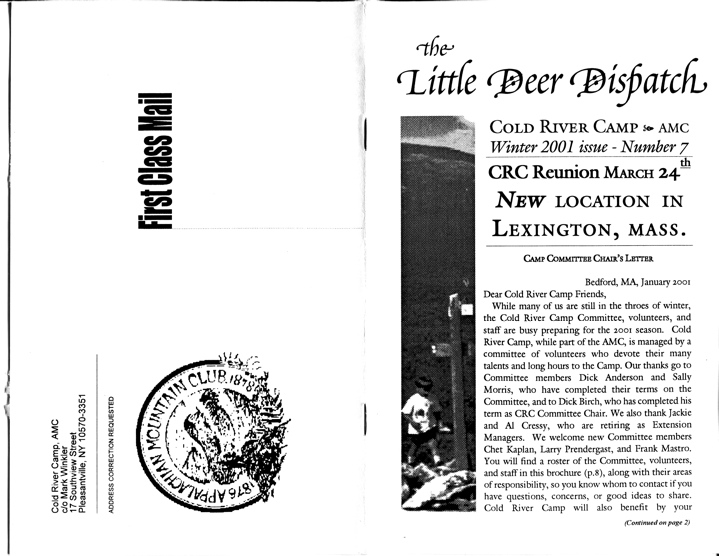 First Class Mail
Cold River Camp, AMC
c/o Mark Winkler
17 Southview Street
Pleasantville, NY 10570-3351
ADDRESS CORRECTION REQUESTED
1876 APPALACHIAN MOUNTAIN CLUB. 1878
the
Little Deer Dispatch
COLD RIVER CAMP AMC
Winter 2001 issue - Number 7
CRC Reunion MARCH 24th
NEW LOCATION IN
LEXINGTON, MASS.
CAMP COMMITTEE CHAIR'S LETTER
Bedford, MA, January 2001
Dear Cold River Camp Friends,
While many of us are still in the throes of winter,
the Cold River Camp Committee, volunteers, and
staff are busy preparing for the 2001 season. Cold
River Camp, while part of the AMC, is managed by a
committee of volunteers who devote their many
talents and long hours to the Camp. Our thanks go to
Committee members Dick Anderson and Sally
Morris, who have completed their terms on the
Committee, and to Dick Birch, who has completed his
term as CRC Committee Chair. We also thank Jackie
and Al Cressy, who are retiring as Extension
Managers. We welcome new Committee members
Chet Kaplan, Larry Prendergast, and Frank Mastro.
You will find a roster of the Committee, volunteers,
and staff in this brochure (p.8), along with their areas
of responsibility, so you know whom to contact if you
have questions, concerns, or good ideas to share.
Cold River Camp will also benefit by your
(Continued on page 2)